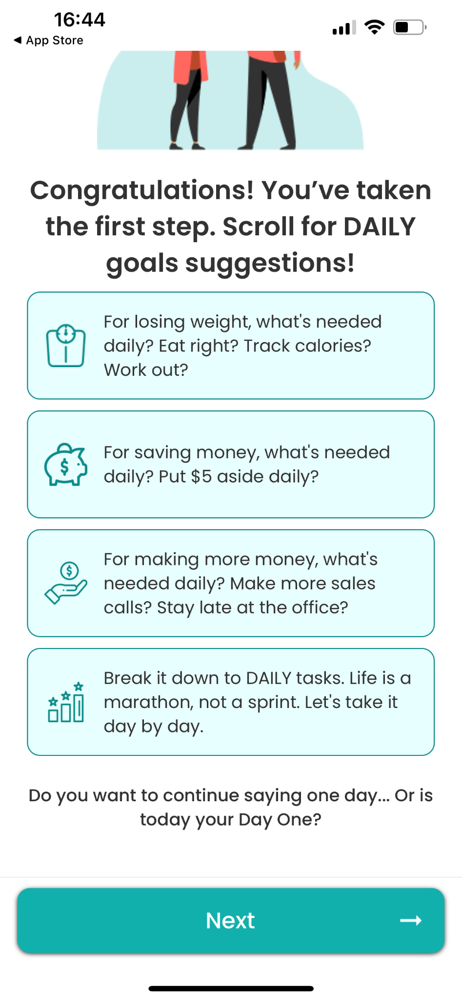 16:44
◀ App Store
Congratulations! You’ve taken
the first step. Scroll for DAILY
goals suggestions!
For losing weight, what's needed
daily? Eat right? Track calories?
Work out?
$
For saving money, what's needed
daily? Put $5 aside daily?
$
For making more money, what's
needed daily? Make more sales
calls? Stay late at the office?
Break it down to DAILY tasks. Life is a
marathon, not a sprint. Let's take it
day by day.
Do you want to continue saying one day... Or is
today your Day One?
Next →